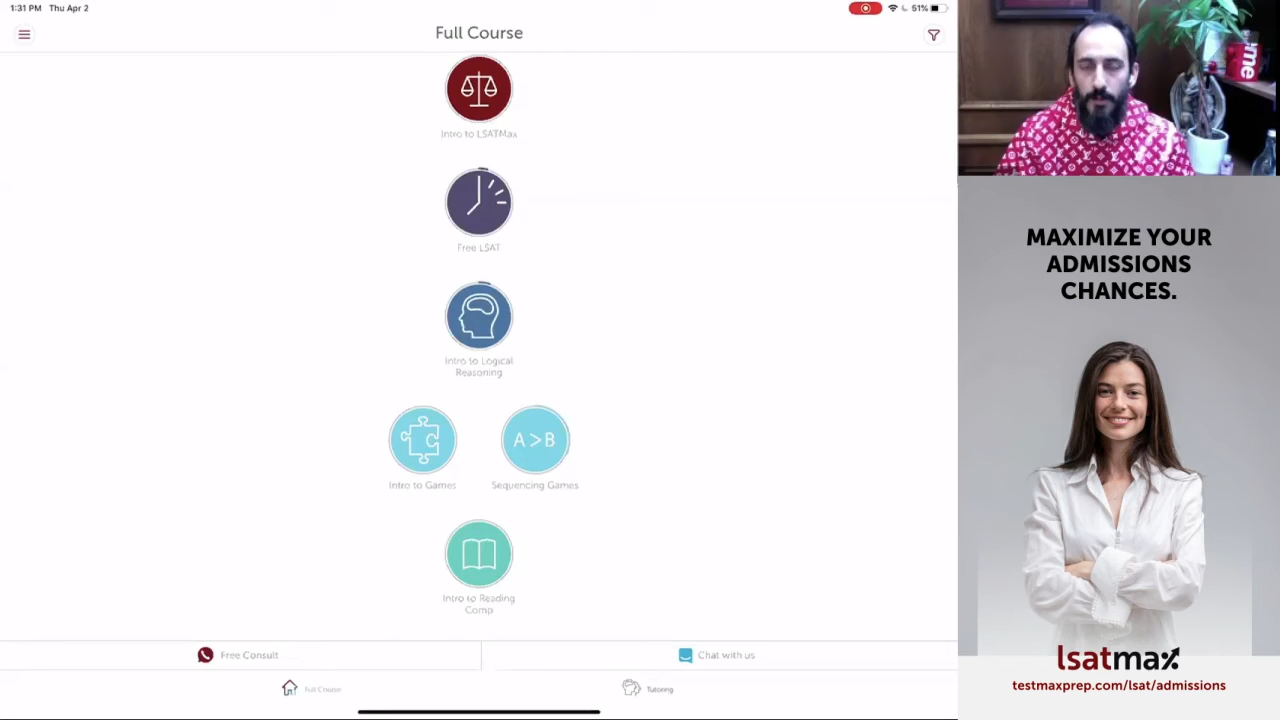 1:31 PM Thu Apr 2
51%
Full Course
Intro to LSATMax
Free LSAT
Intro to Logical
Reasoning
C
A>B
Intro to Games
Sequencing Games
Intro to Reading
Comp
Free Consult
Chat with us
Full Course
Tutoring
me
MAXIMIZE YOUR
ADMISSIONS
CHANCES.
lsatmax
testmaxprep.com/lsat/admissions